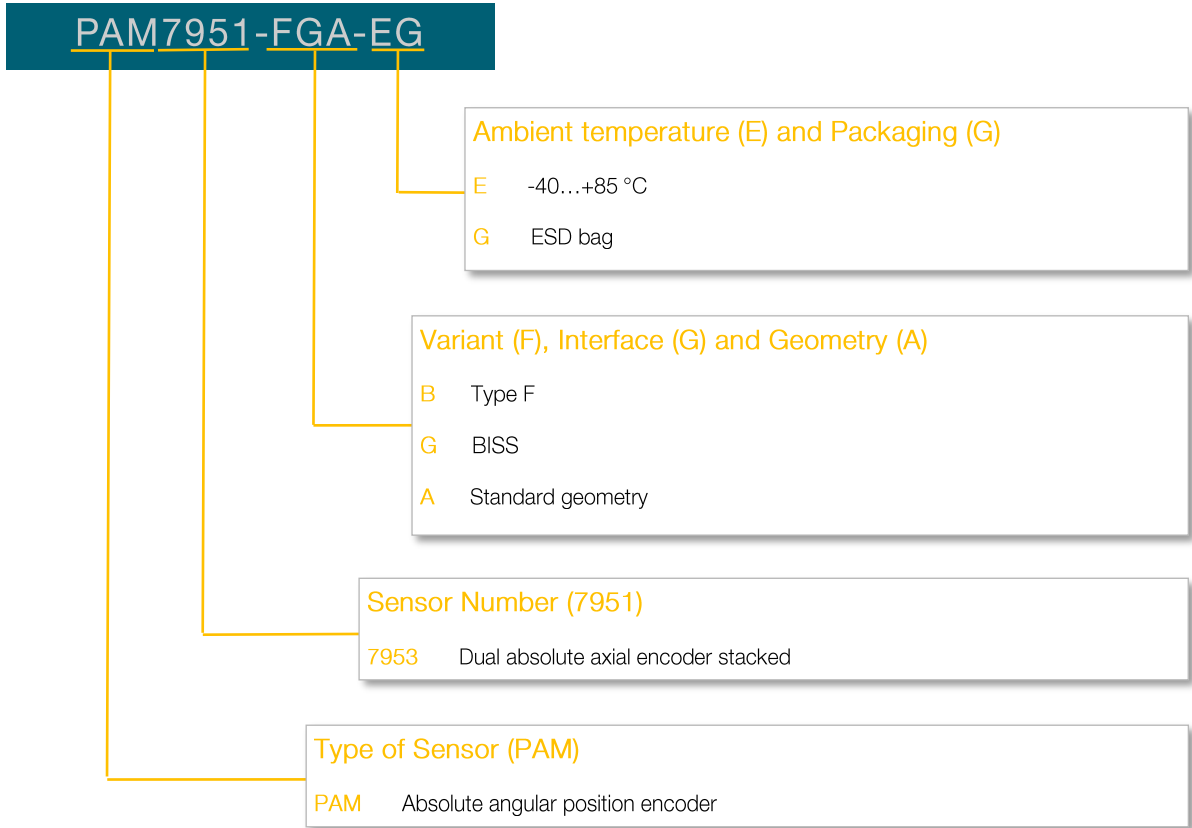 PAM7951-FGA-EG
Ambient temperature (E) and Packaging (G)
E -40…+85 °C
G ESD bag
Variant (F), Interface (G) and Geometry (A)
B Type F
G BISS
A Standard geometry
Sensor Number (7951)
7953 Dual absolute axial encoder stacked
Type of Sensor (PAM)
PAM Absolute angular position encoder